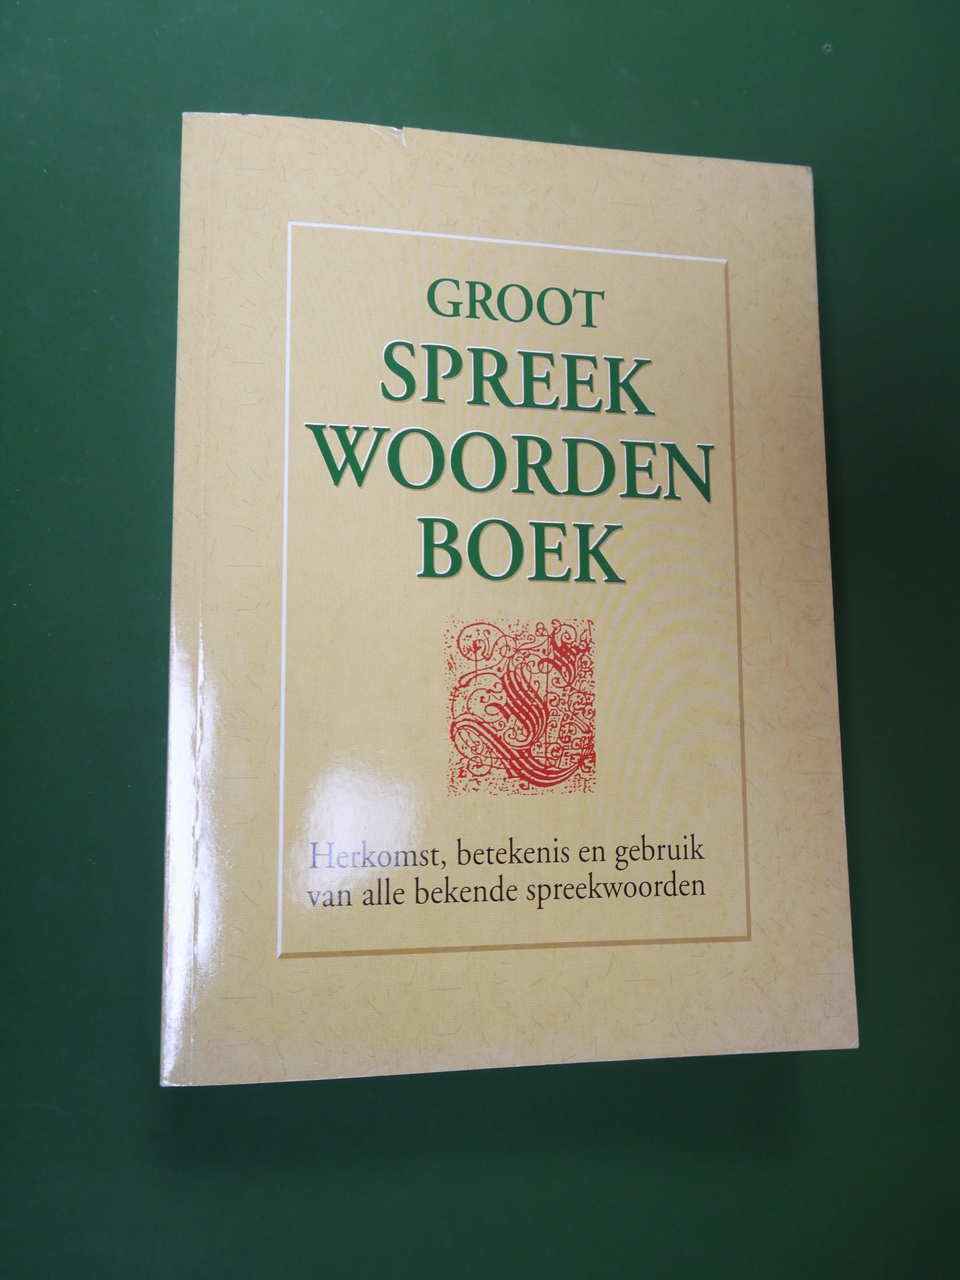 GROOT
SPREEK
WOORDEN
BOEK
Herkomst, betekenis en gebruik
van alle bekende spreekwoorden